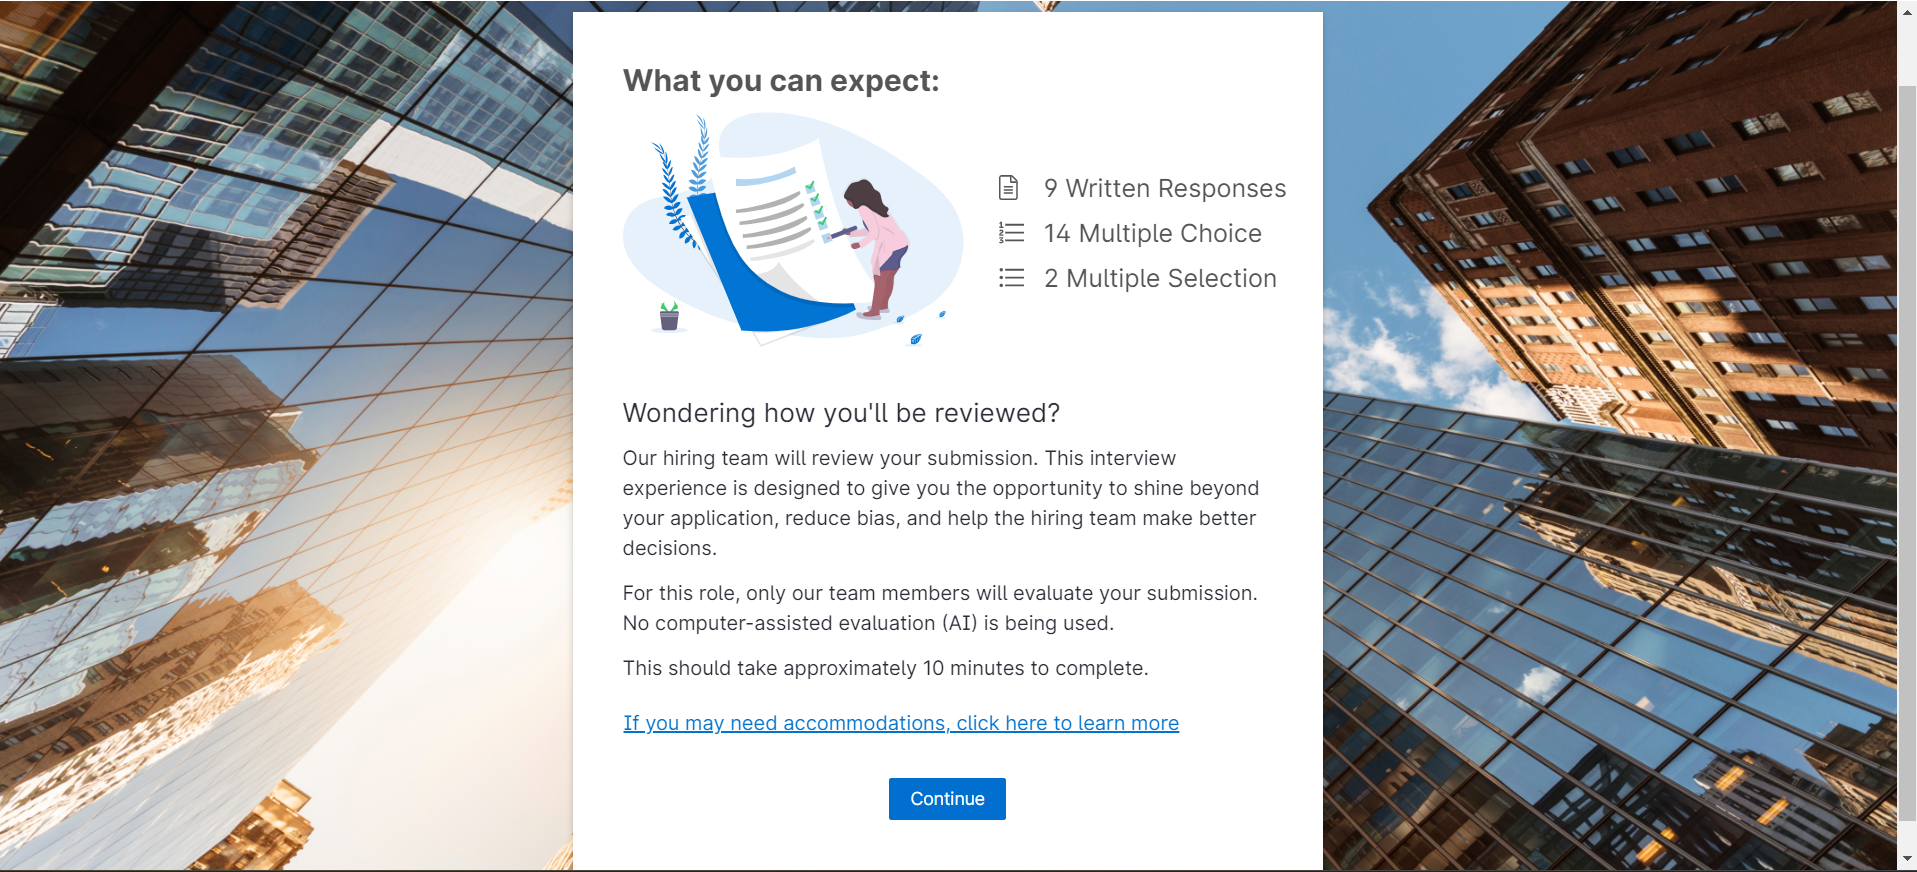 What you can expect:
9 Written Responses
14 Multiple Choice
2 Multiple Selection
Wondering how you'll be reviewed?
Our hiring team will review your submission. This interview
experience is designed to give you the opportunity to shine beyond
your application, reduce bias, and help the hiring team make better
decisions.
For this role, only our team members will evaluate your submission.
No computer-assisted evaluation (AI) is being used.
This should take approximately 10 minutes to complete.
If you may need accommodations, click here to learn more
Continue